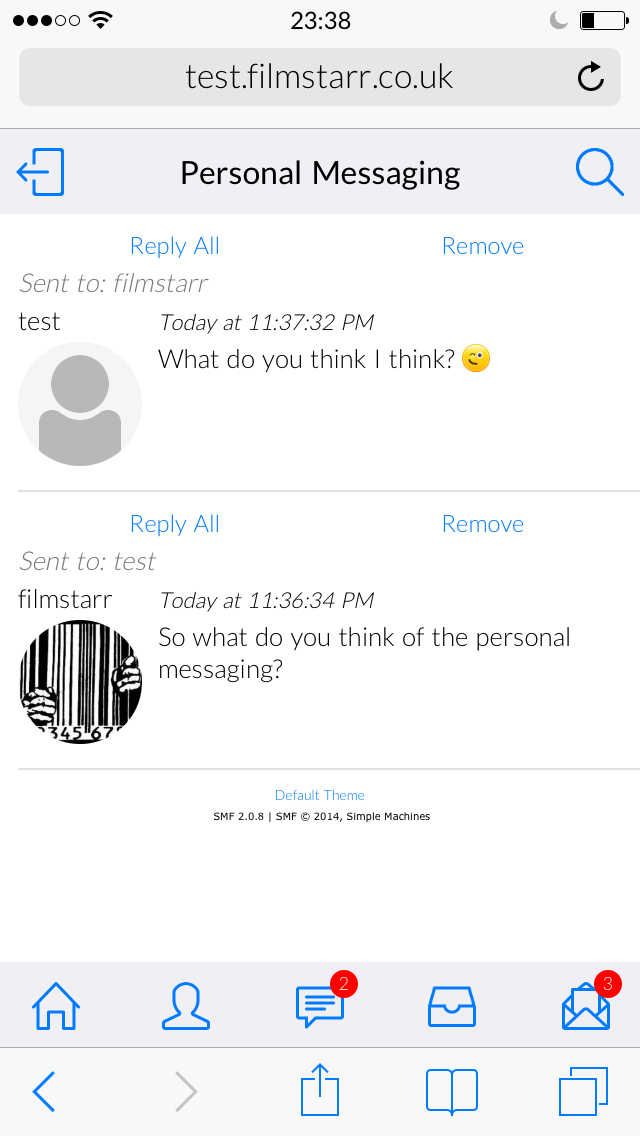 23:38
test.filmstarr.co.uk
Personal Messaging
Reply All Remove
Sent to: filmstarr
test Today at 11:37:32 PM
What do you think I think?
Reply All Remove
Sent to: test
filmstarr Today at 11:36:34 PM
So what do you think of the personal
messaging?
345 67
Default Theme
SMF 2.0.8 | SMF © 2014, Simple Machines
2 3